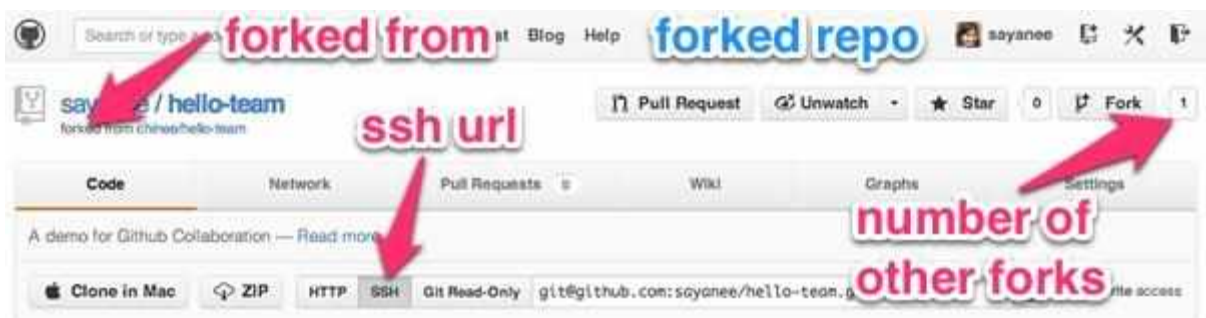 Search or type
forked from
Blog Help
forked repo
sayanee
/ hello-team
forked from chinee/hello-team
Pull Request
Unwatch
Star 0
Fork 1
ssh url
Code
Network
Pull Requests 0
Wiki
Graphs
Settings
number of
other forks
A demo for Github Collaboration — Read more
Clone in Mac
ZIP
HTTP
SSH
Git Read-Only
git@github.com:sayanee/hello-team.g
access